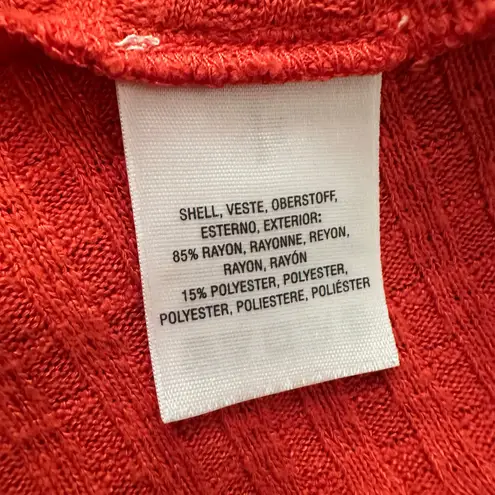 SHELL, VESTE, OBERSTOFF,
ESTERNO, EXTERIOR:
85% RAYON, RAYONNE, REYON,
RAYON, RAYÓN
15% POLYESTER, POLYESTER,
POLYESTER, POLIESTERE, POLIÉSTER